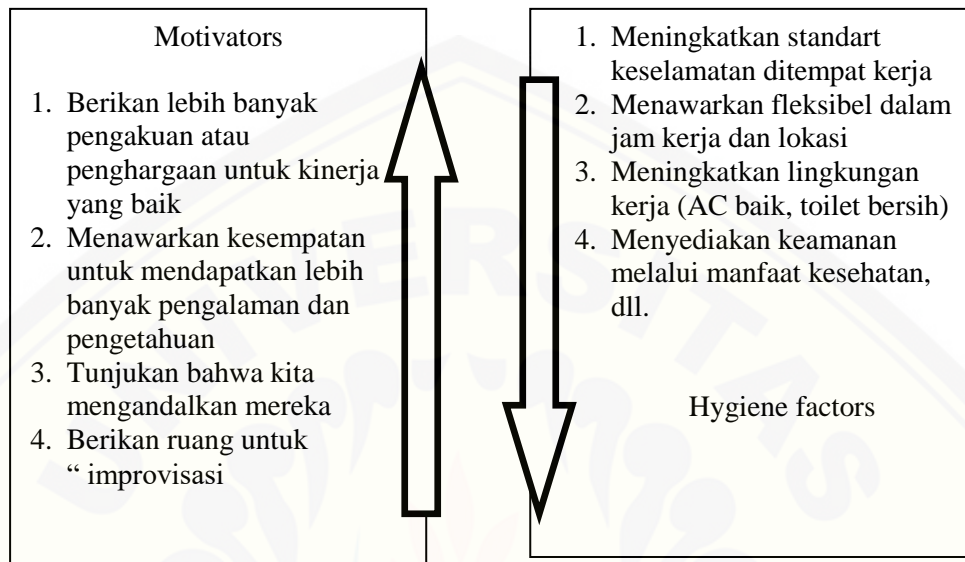 Motivators
1. Berikan lebih banyak
pengakuan atau
penghargaan untuk kinerja
yang baik
2. Menawarkan kesempatan
untuk mendapatkan lebih
banyak pengalaman dan
pengetahuan
3. Tunjukan bahwa kita
mengandalkan mereka
4. Berikan ruang untuk
“ improvisasi
1. Meningkatkan standart
keselamatan ditempat kerja
2. Menawarkan fleksibel dalam
jam kerja dan lokasi
3. Meningkatkan lingkungan
kerja (AC baik, toilet bersih)
4. Menyediakan keamanan
melalui manfaat kesehatan,
dll.
Hygiene factors
UNIVERSITAS